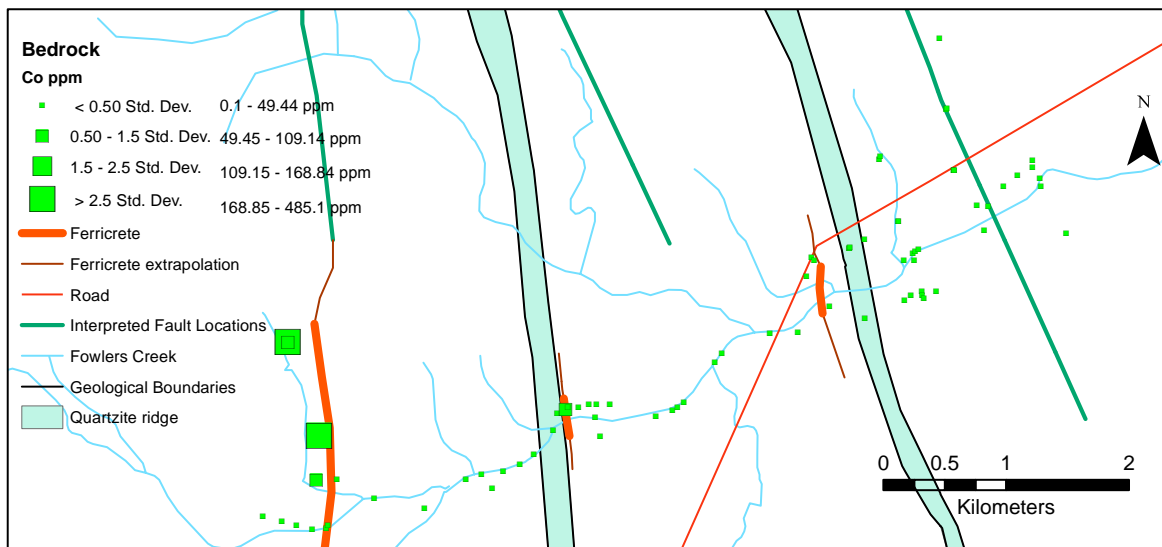 Bedrock
Co ppm
< 0.50 Std. Dev. 0.1 - 49.44 ppm
0.50 - 1.5 Std. Dev. 49.45 - 109.14 ppm
1.5 - 2.5 Std. Dev. 109.15 - 168.84 ppm
> 2.5 Std. Dev. 168.85 - 485.1 ppm
Ferricrete
Ferricrete extrapolation
Road
Interpreted Fault Locations
Fowlers Creek
Geological Boundaries
Quartzite ridge
N
0 0.5 1 2
Kilometers